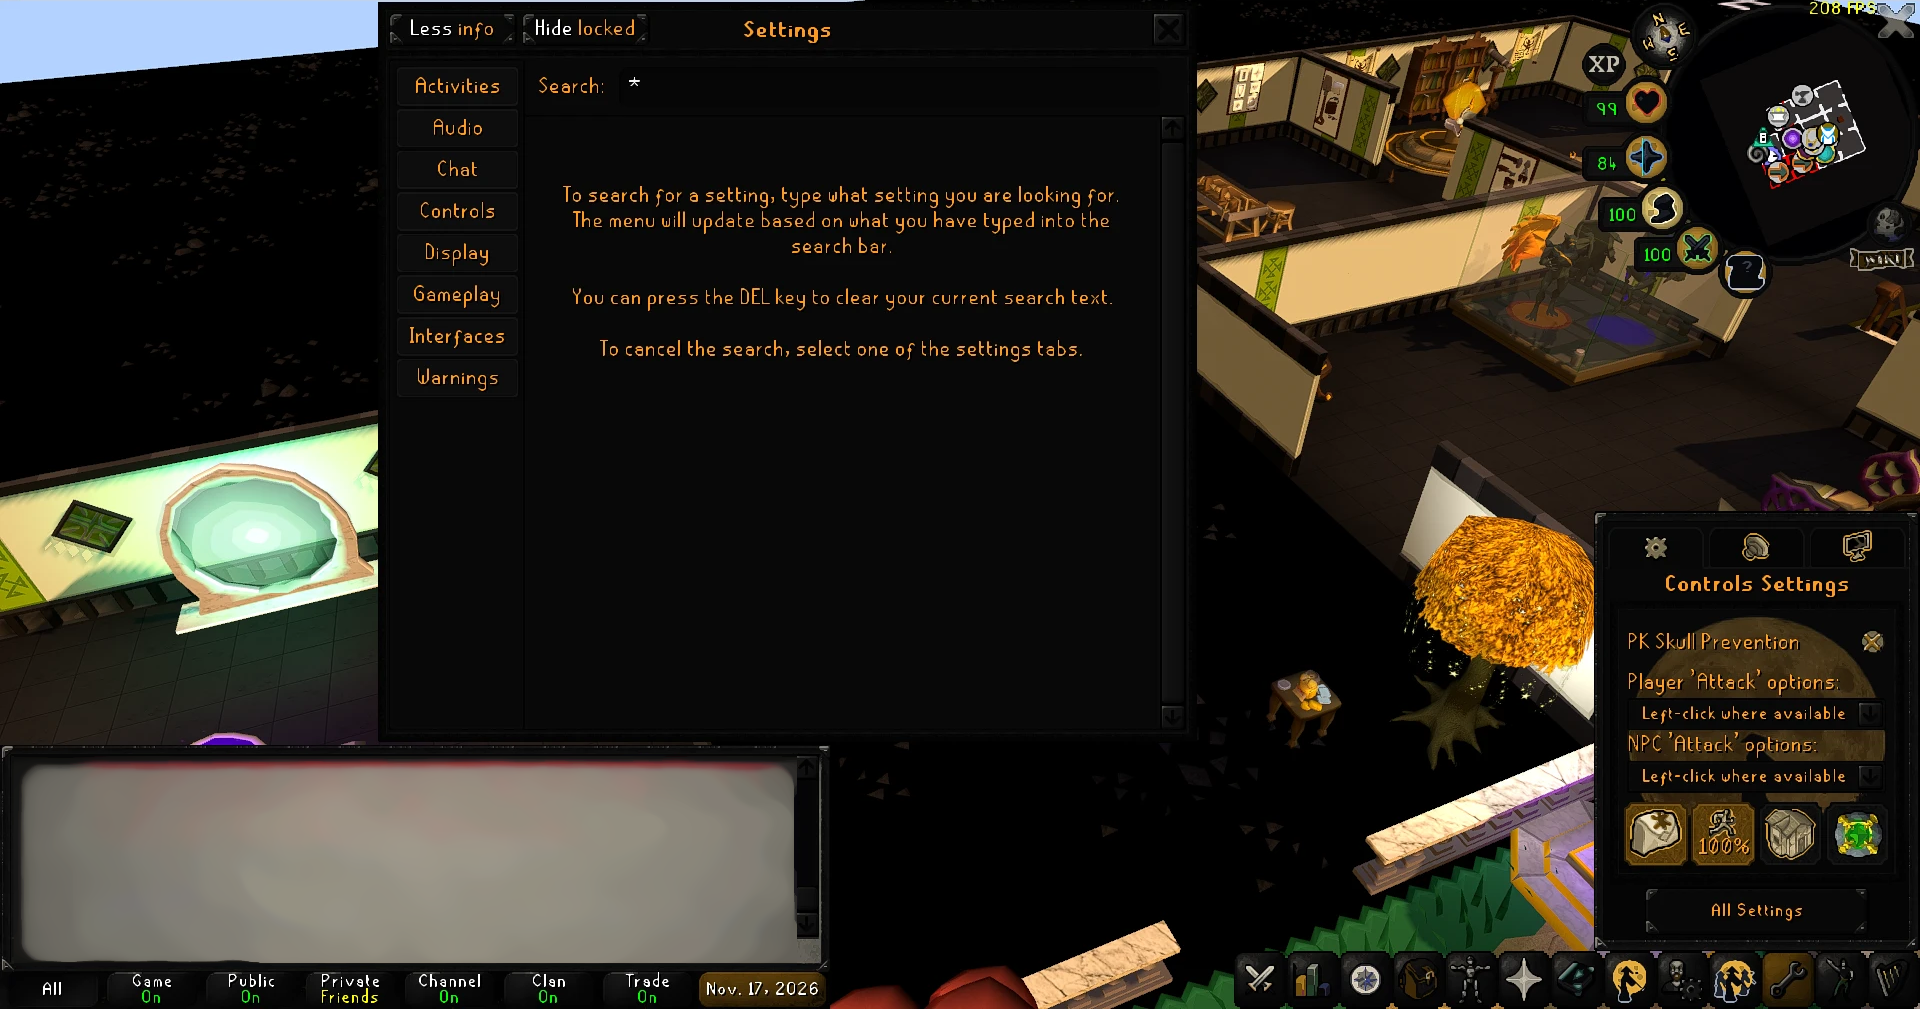 Less info
Hide locked
Settings
208 FPS
Activities
Audio
Chat
Controls
Display
Gameplay
Interfaces
Warnings
Search: *
To search for a setting, type what setting you are looking for.
The menu will update based on what you have typed into the
search bar.
You can press the DEL key to clear your current search text.
To cancel the search, select one of the settings tabs.
N
E
W
S
XP
99
84
100
100
?
WIKI
Controls Settings
PK Skull Prevention
Player 'Attack' options:
Left-click where available
NPC 'Attack' options:
Left-click where available
100%
All Settings
All
Game
On
Public
On
Private
Friends
Channel
On
Clan
On
Trade
On
Nov. 17, 2026